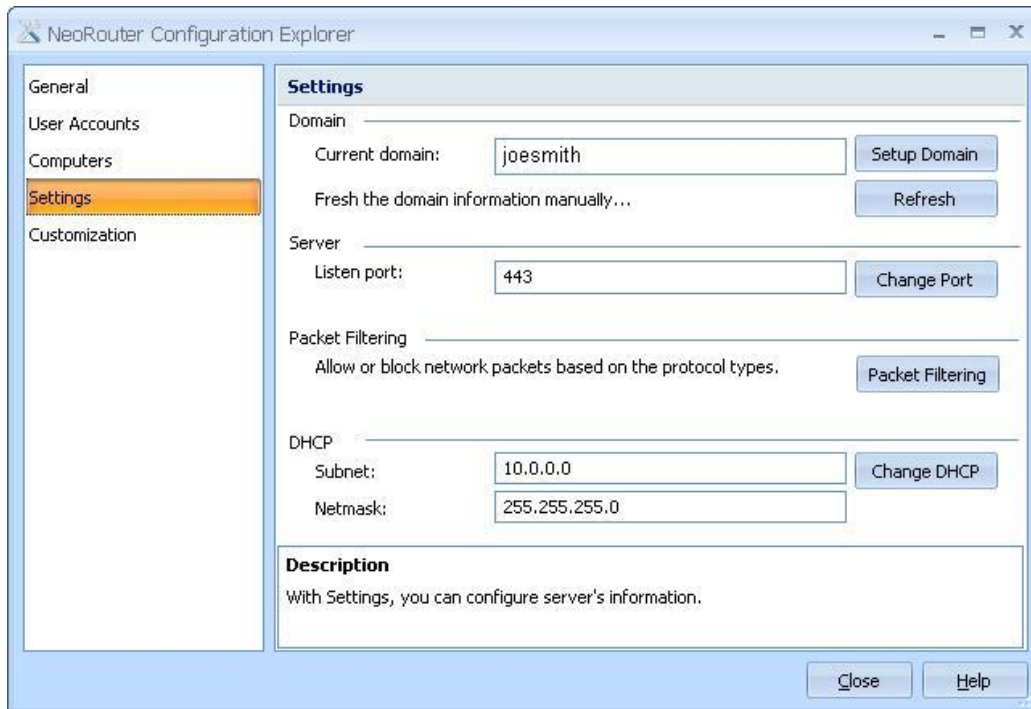 NeoRouter Configuration Explorer
General
User Accounts
Computers
Settings
Customization
Settings
Domain
Current domain: joesmith Setup Domain
Fresh the domain information manually... Refresh
Server
Listen port: 443 Change Port
Packet Filtering
Allow or block network packets based on the protocol types. Packet Filtering
DHCP
Subnet: 10.0.0.0 Change DHCP
Netmask: 255.255.255.0
Description
With Settings, you can configure server's information.
Close Help